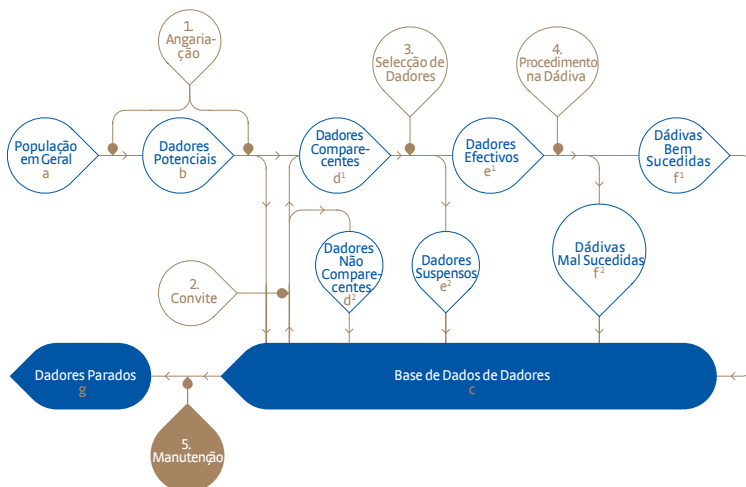 1.
Angaria-
ção
3.
Selecção de
Dadores
4.
Procedimento
na Dádiva
População
em Geral
a
Dadores
Potenciais
b
Dadores
Compare-
centes
d¹
Dadores
Efectivos
e¹
Dádivas
Bem
Sucedidas
f¹
2.
Convite
Dadores
Não
Compare-
centes
d²
Dadores
Suspensos
e²
Dádivas
Mal Sucedidas
f²
Dadores Parados
g
Base de Dados de Dadores
c
5.
Manutenção